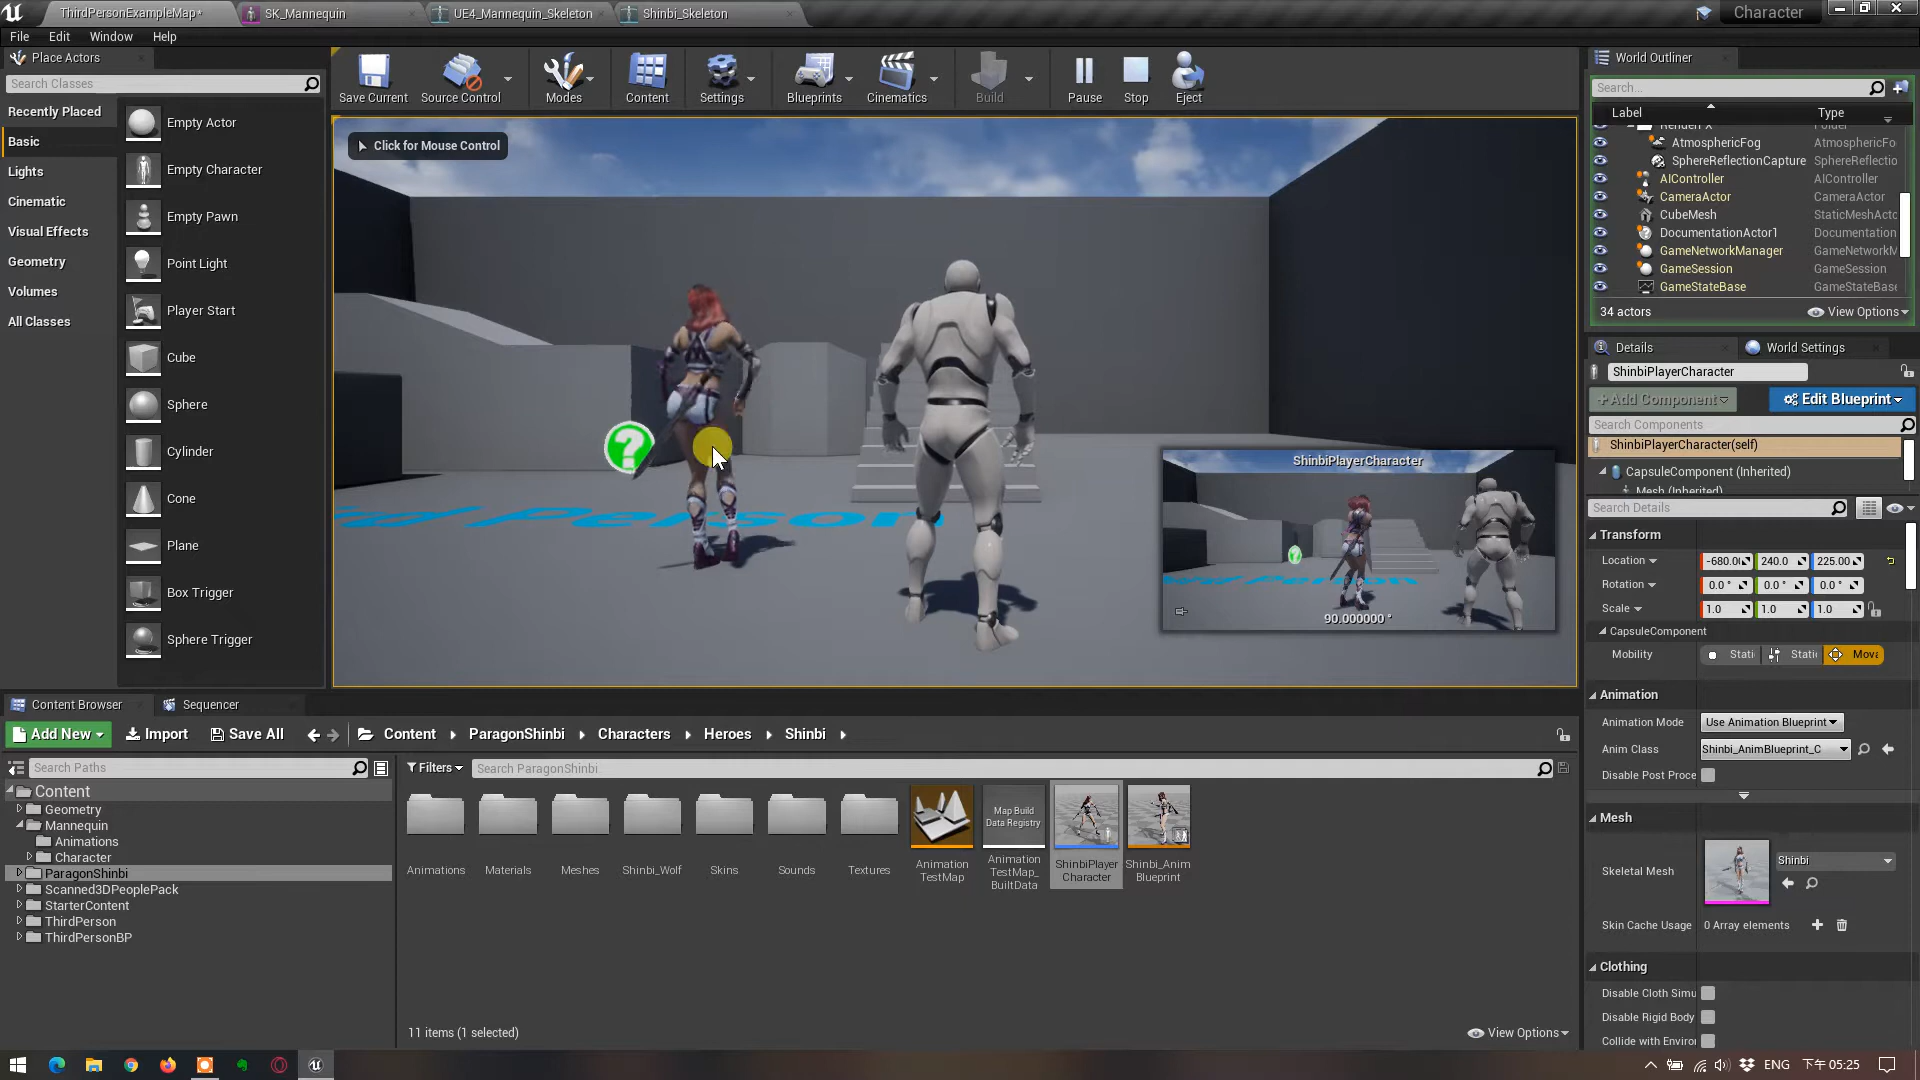 ThirdPersonExampleMap*
SK_Mannequin
UE4_Mannequin_Skeleton
Shinbi_Skeleton
Character
File
Edit
Window
Help
Place Actors
Search Classes
Recently Placed
Basic
Lights
Cinematic
Visual Effects
Geometry
Volumes
All Classes
Empty Actor
Empty Character
Empty Pawn
Point Light
Player Start
Cube
Sphere
Cylinder
Cone
Plane
Box Trigger
Sphere Trigger
Save Current
Source Control
Modes
Content
Settings
Blueprints
Cinematics
Build
Pause
Stop
Eject
Click for Mouse Control
Person
ShinbiPlayerCharacter
90.000000 °
World Outliner
Search...
Label
Type
RenderFX
Folder
AtmosphericFog
AtmosphericFo
SphereReflectionCapture
SphereReflectio
AIController
AIController
CameraActor
CameraActor
CubeMesh
StaticMeshActo
DocumentationActor1
Documentation
GameNetworkManager
GameNetworkM
GameSession
GameSession
GameStateBase
GameStateBase
34 actors
View Options
Details
World Settings
ShinbiPlayerCharacter
+ Add Component
Edit Blueprint
Search Components
ShinbiPlayerCharacter(self)
CapsuleComponent (Inherited)
Mesh (Inherited)
Search Details
Transform
Location
-680.0
240.0
225.00
Rotation
0.0 °
0.0 °
0.0 °
Scale
1.0
1.0
1.0
CapsuleComponent
Mobility
Stati
Static
Mova
Animation
Animation Mode
Use Animation Blueprint
Anim Class
Shinbi_AnimBlueprint_C
Disable Post Proce
Mesh
Skeletal Mesh
Shinbi
Skin Cache Usage
0 Array elements
Clothing
Disable Cloth Simu
Disable Rigid Body
Collide with Enviro
Content Browser
Sequencer
Add New
Import
Save All
Content
ParagonShinbi
Characters
Heroes
Shinbi
Search Paths
Filters
Search ParagonShinbi
Content
Geometry
Mannequin
Animations
Character
ParagonShinbi
Scanned3DPeoplePack
StarterContent
ThirdPerson
ThirdPersonBP
Animations
Materials
Meshes
Shinbi_Wolf
Skins
Sounds
Textures
Animation
TestMap
Map Build
Data Registry
Animation
TestMap_
BuiltData
ShinbiPlayer
Character
Shinbi_Anim
Blueprint
11 items (1 selected)
View Options
ENG
下午 05:25